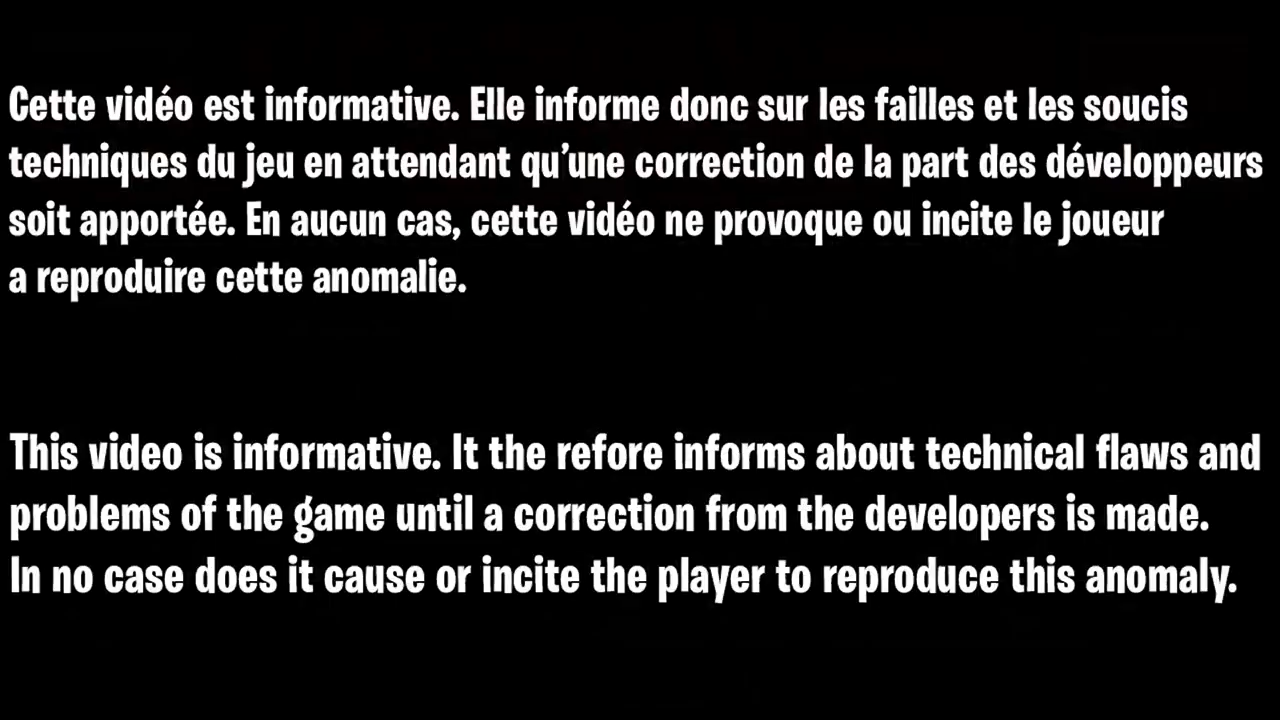 Cette vidéo est informative. Elle informe donc sur les failles et les soucis
techniques du jeu en attendant qu’une correction de la part des développeurs
soit apportée. En aucun cas, cette vidéo ne provoque ou incite le joueur
a reproduire cette anomalie.
This video is informative. It the refore informs about technical flaws and
problems of the game until a correction from the developers is made.
In no case does it cause or incite the player to reproduce this anomaly.